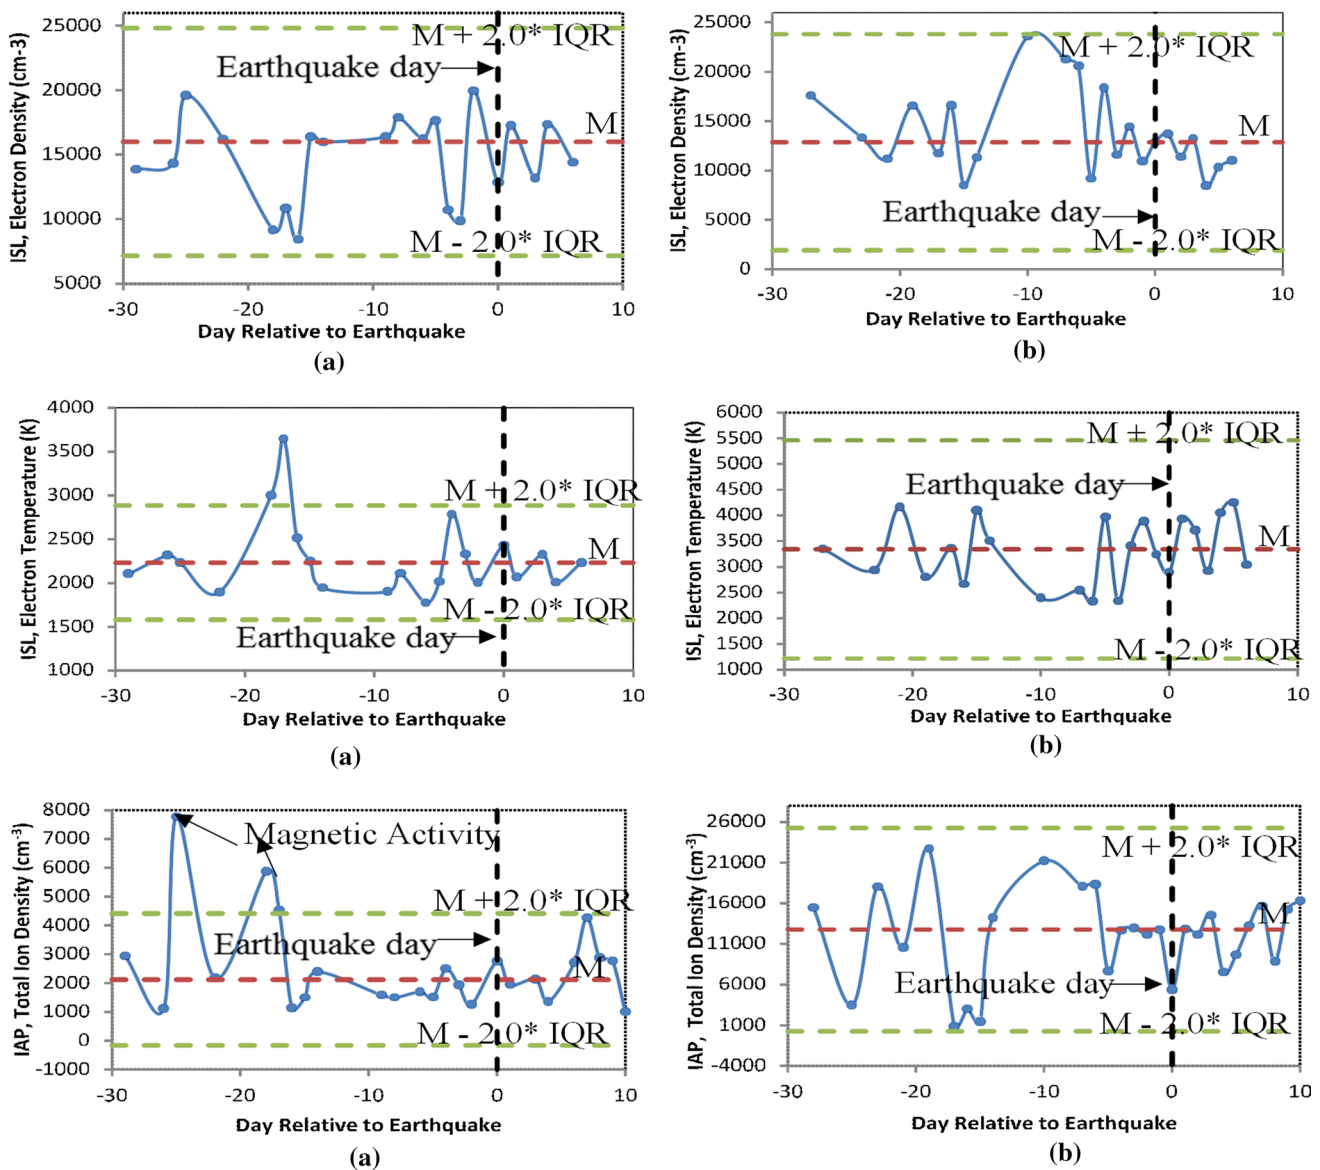 ISL, Electron Density (cm-3)
25000
20000
15000
10000
5000
M + 2.0* IQR
Earthquake day
M
M - 2.0* IQR
-30
-20
-10
0
10
Day Relative to Earthquake
(a)
ISL, Electron Density (cm-3)
25000
20000
15000
10000
5000
0
M + 2.0* IQR
M
Earthquake day
M - 2.0* IQR
-30
-20
-10
0
10
Day Relative to Earthquake
(b)
ISL, Electron Temperature (K)
4000
3500
3000
2500
2000
1500
1000
M + 2.0* IQR
M
M - 2.0* IQR
Earthquake day
-30
-20
-10
0
10
Day Relative to Earthquake
(a)
ISL, Electron Temperature (K)
6000
5500
5000
4500
4000
3500
3000
2500
2000
1500
1000
M + 2.0* IQR
Earthquake day
M
M - 2.0* IQR
-30
-20
-10
0
10
Day Relative to Earthquake
(b)
IAP, Total Ion Density (cm-3)
8000
7000
6000
5000
4000
3000
2000
1000
0
-1000
Magnetic Activity
M + 2.0* IQR
Earthquake day
M
M - 2.0* IQR
-30
-20
-10
0
10
Day Relative to Earthquake
(a)
IAP, Total Ion Density (cm-3)
26000
21000
16000
11000
6000
1000
-4000
M + 2.0* IQR
M
Earthquake day
M - 2.0* IQR
-30
-20
-10
0
10
Day Relative to Earthquake
(b)